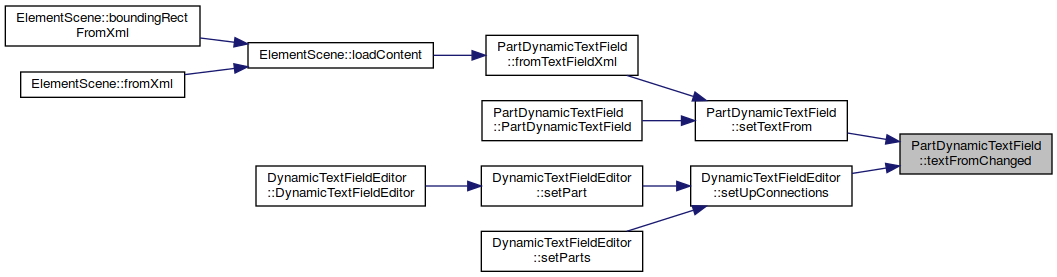 ElementScene::boundingRect
FromXml
ElementScene::fromXml
ElementScene::loadContent
PartDynamicTextField
::fromTextFieldXml
PartDynamicTextField
::PartDynamicTextField
PartDynamicTextField
::setTextFrom
PartDynamicTextField
::textFromChanged
DynamicTextFieldEditor
::DynamicTextFieldEditor
DynamicTextFieldEditor
::setPart
DynamicTextFieldEditor
::setUpConnections
DynamicTextFieldEditor
::setParts